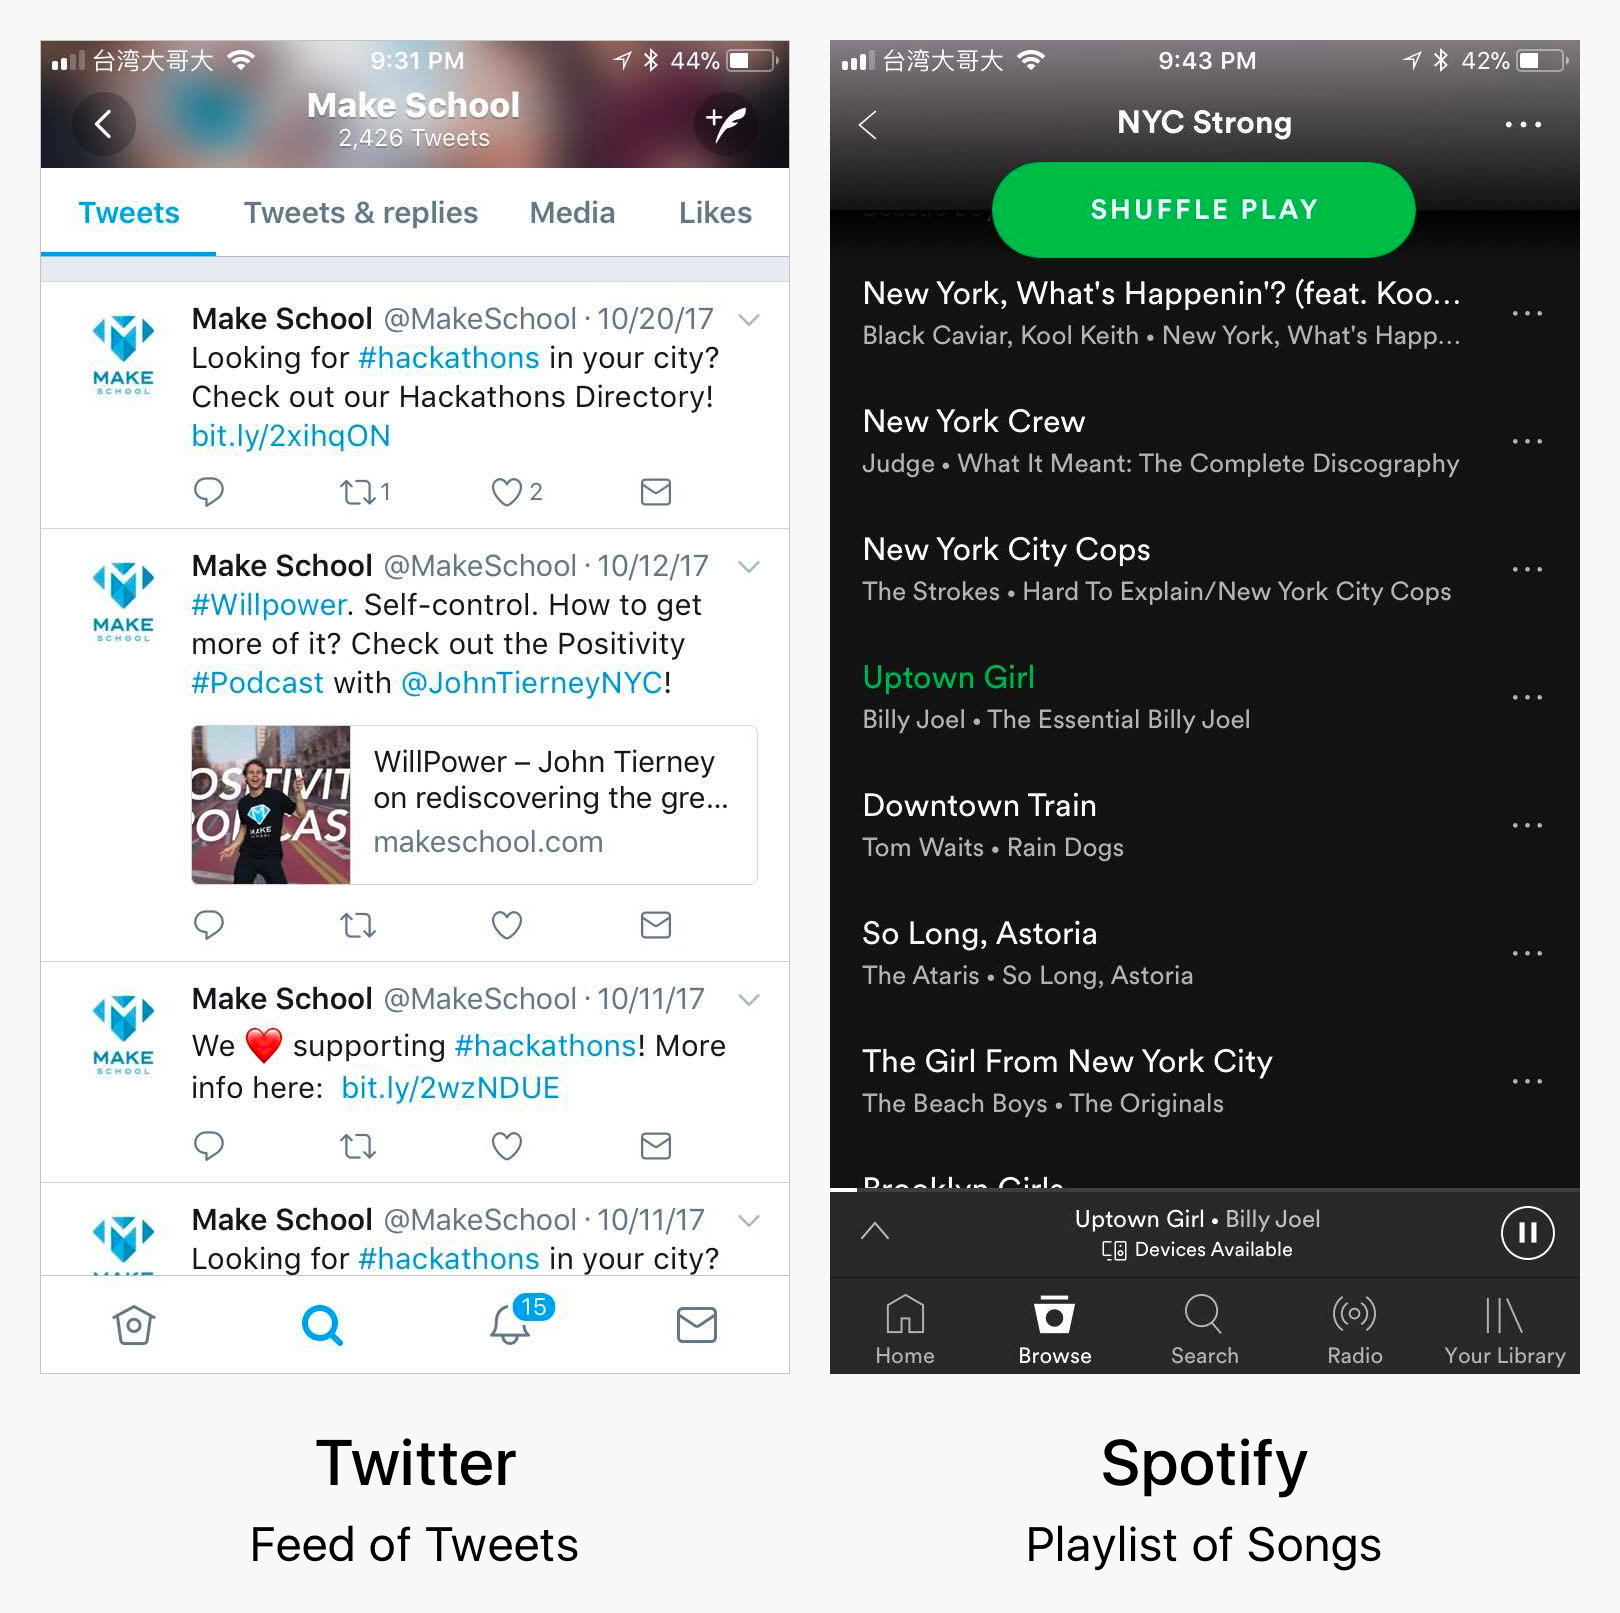 台湾大哥大 9:31 PM 44%
Make School
2,426 Tweets
Tweets Tweets & replies Media Likes
Make School @MakeSchool · 10/20/17
Looking for #hackathons in your city?
Check out our Hackathons Directory!
bit.ly/2xihqON
1 2
MAKE
SCHOOL
Make School @MakeSchool · 10/12/17
#Willpower. Self-control. How to get
more of it? Check out the Positivity
#Podcast with @JohnTierneyNYC!
MAKE
SCHOOL
OSITIVIT
MAKE
WillPower – John Tierney
on rediscovering the gre...
makeschool.com
Make School @MakeSchool · 10/11/17
We ❤️ supporting #hackathons! More
info here: bit.ly/2wzNDUE
MAKE
SCHOOL
Make School @MakeSchool · 10/11/17
Looking for #hackathons in your city?
MAKE
15
Twitter
Feed of Tweets
台湾大哥大 9:43 PM 42%
NYC Strong
SHUFFLE PLAY
New York, What's Happenin'? (feat. Koo...
Black Caviar, Kool Keith • New York, What's Happ...
New York Crew
Judge • What It Meant: The Complete Discography
New York City Cops
The Strokes • Hard To Explain/New York City Cops
Uptown Girl
Billy Joel • The Essential Billy Joel
Downtown Train
Tom Waits • Rain Dogs
So Long, Astoria
The Ataris • So Long, Astoria
The Girl From New York City
The Beach Boys • The Originals
Brooklyn Girls
Uptown Girl • Billy Joel
Devices Available
Home Browse Search Radio Your Library
Spotify
Playlist of Songs